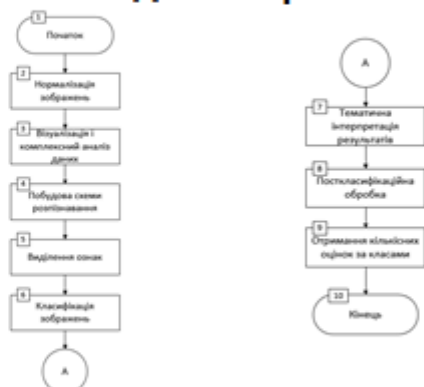 1
Початок
2
Нормалізація
зображень
3
Візуалізація і
комплексний аналіз
даних
4
Побудова схеми
розпізнавання
5
Виділення ознак
6
Класифікація
зображень
А
А
7
Тематична
інтерпретація
результатів
8
Посткласифікаційна
обробка
9
Отримання кількісних
оцінок за класами
10
Кінець